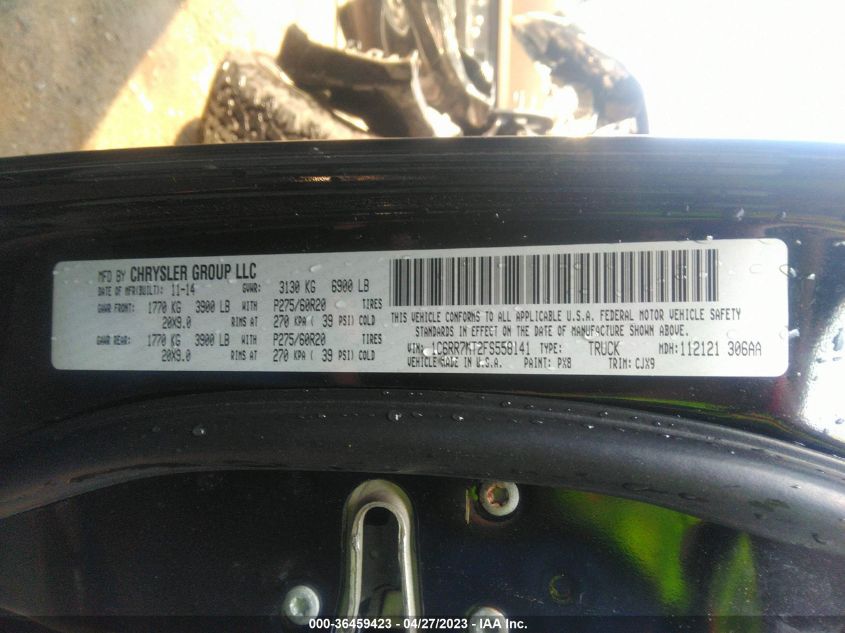 MFD BY CHRYSLER GROUP LLC
DATE OF MFR(BUILT): 11-14 GVWR: 3130 KG 6900 LB
GAWR FRONT: 1770 KG 3900 LB WITH P275/60R20 TIRES
20X9.0 RIMS AT 270 KPA ( 39 PSI) COLD
GAWR REAR: 1770 KG 3900 LB WITH P275/60R20 TIRES
20X9.0 RIMS AT 270 KPA ( 39 PSI) COLD
THIS VEHICLE CONFORMS TO ALL APPLICABLE U.S.A. FEDERAL MOTOR VEHICLE SAFETY
STANDARDS IN EFFECT ON THE DATE OF MANUFACTURE SHOWN ABOVE.
VIN: 1C6RR7MT2FS558141 TYPE: TRUCK MDH: 112121 306AA
VEHICLE MADE IN U.S.A. PAINT: PX8 TRIM: CJX9
000-36459423 - 04/27/2023 - IAA Inc.